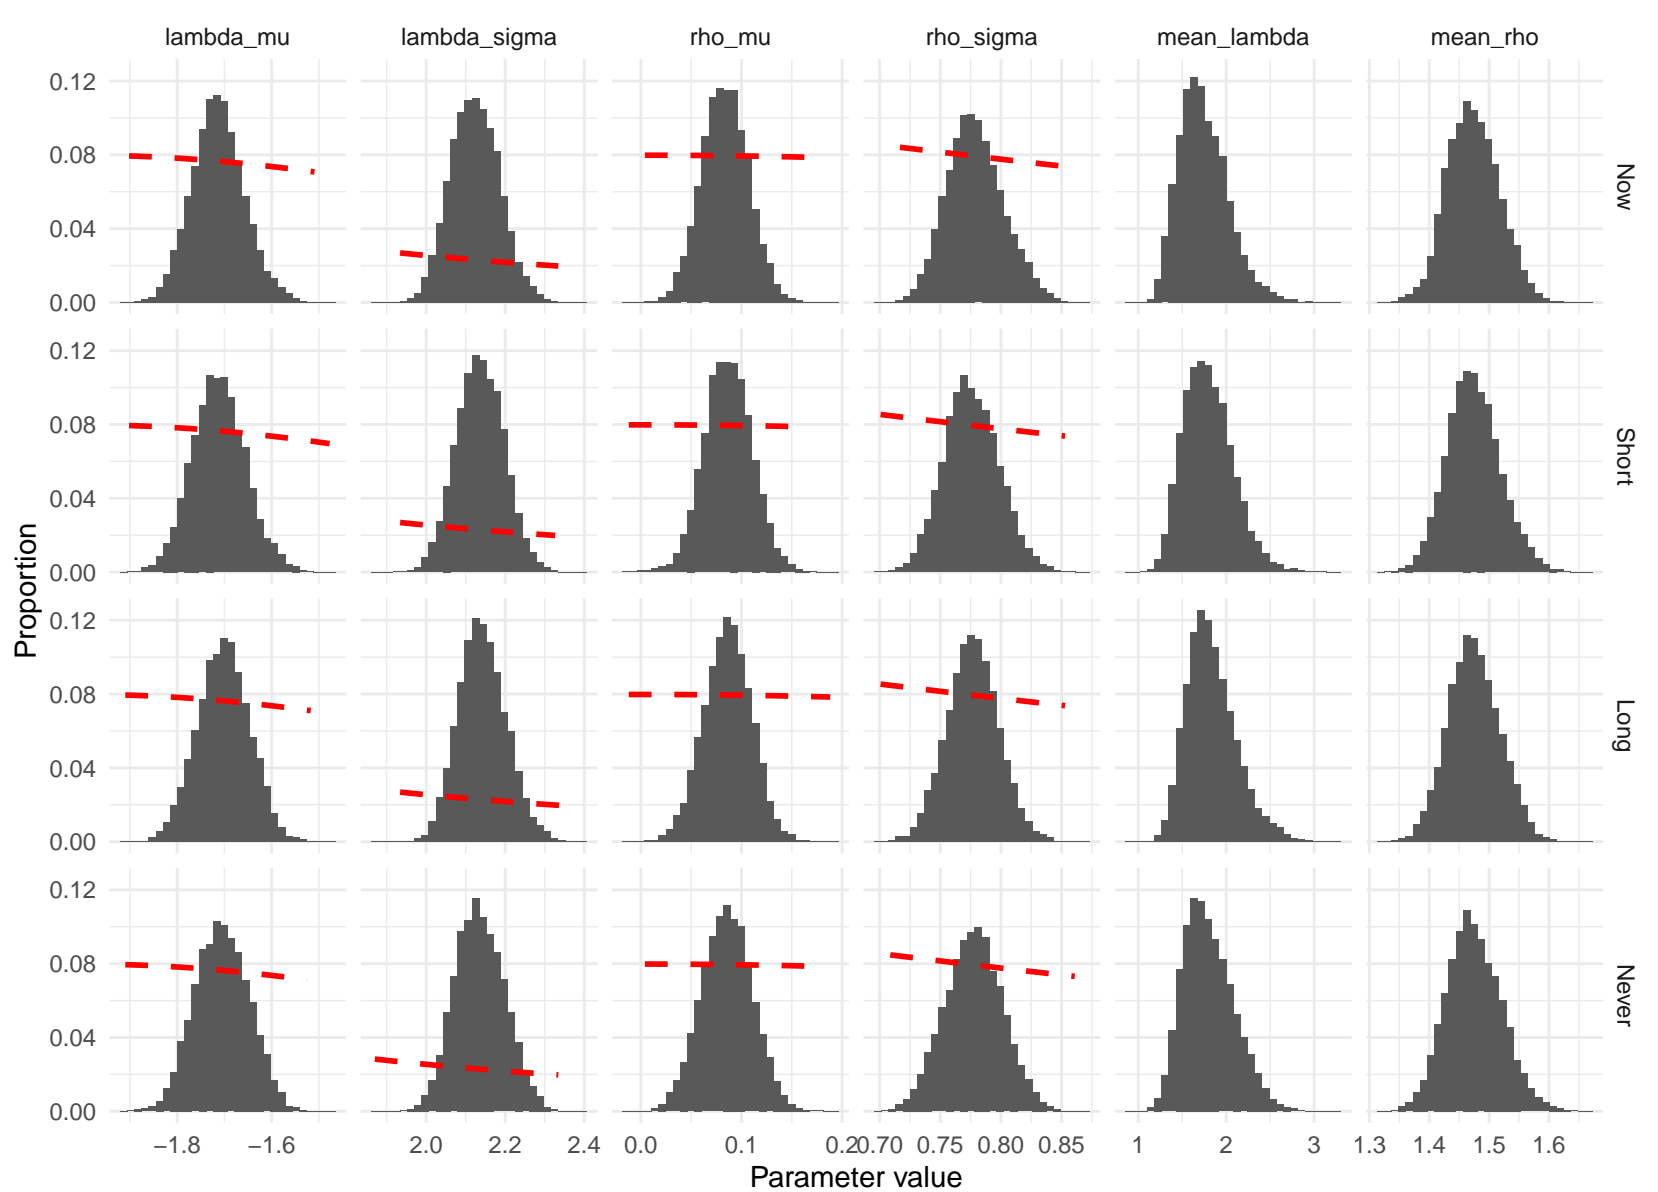 lambda_mu lambda_sigma rho_mu rho_sigma mean_lambda mean_rho
0.12
0.08
0.04
0.00
Now
0.12
0.08
0.04
0.00
Short
0.12
0.08
0.04
0.00
Long
0.12
0.08
0.04
0.00
Never
Proportion
−1.8 −1.6 2.0 2.2 2.4 0.0 0.1 0.2 0.70 0.75 0.80 0.85 1 2 3 1.3 1.4 1.5 1.6
Parameter value